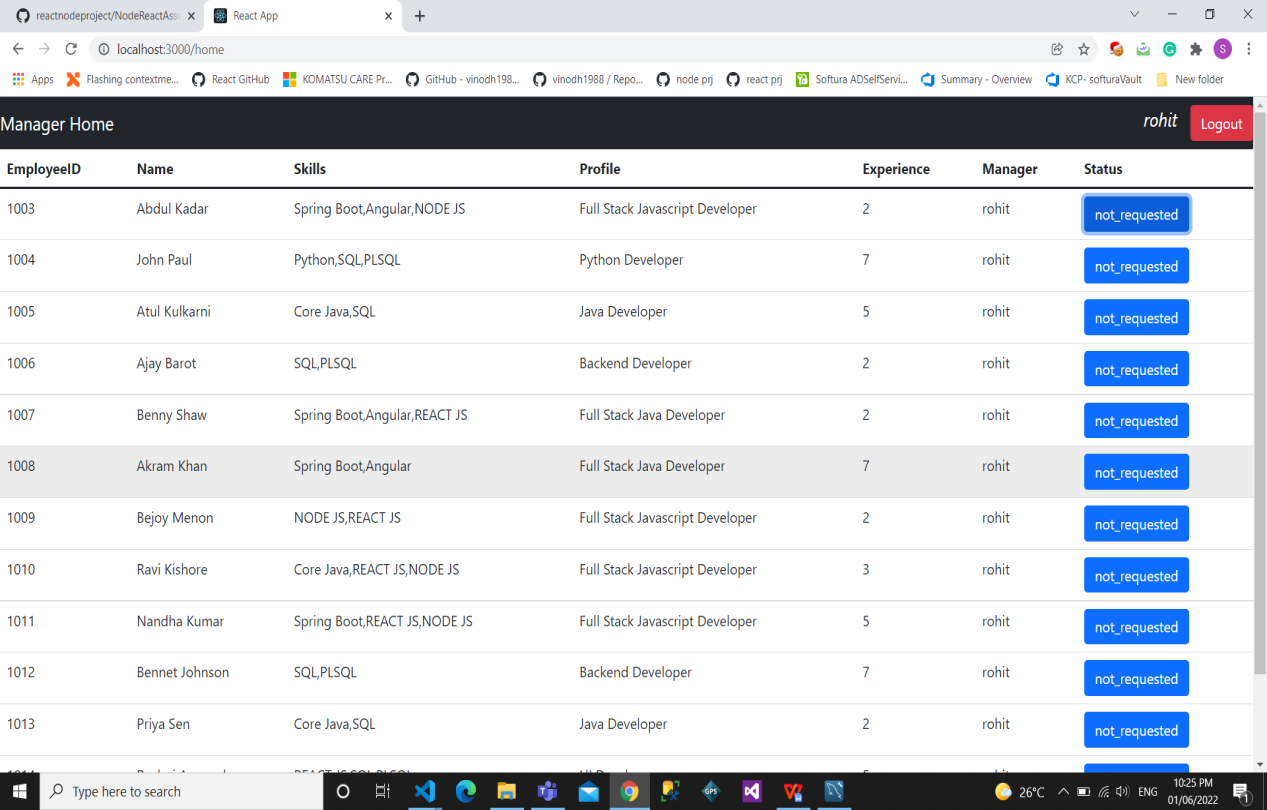 reactnodeproject/NodeReactAss
React App
localhost:3000/home
S
Apps Flashing contextme... React GitHub KOMATSU CARE Pr... GitHub - vinodh198... vinodh1988 / Repo... node prj react prj Softura ADSelfServi... Summary - Overview KCP- softuraVault New folder
Manager Home rohit Logout
EmployeeID Name Skills Profile Experience Manager Status
1003 Abdul Kadar Spring Boot,Angular,NODE JS Full Stack Javascript Developer 2 rohit not_requested
1004 John Paul Python,SQL,PLSQL Python Developer 7 rohit not_requested
1005 Atul Kulkarni Core Java,SQL Java Developer 5 rohit not_requested
1006 Ajay Barot SQL,PLSQL Backend Developer 2 rohit not_requested
1007 Benny Shaw Spring Boot,Angular,REACT JS Full Stack Java Developer 2 rohit not_requested
1008 Akram Khan Spring Boot,Angular Full Stack Java Developer 7 rohit not_requested
1009 Bejoy Menon NODE JS,REACT JS Full Stack Javascript Developer 2 rohit not_requested
1010 Ravi Kishore Core Java,REACT JS,NODE JS Full Stack Javascript Developer 3 rohit not_requested
1011 Nandha Kumar Spring Boot,REACT JS,NODE JS Full Stack Javascript Developer 5 rohit not_requested
1012 Bennet Johnson SQL,PLSQL Backend Developer 7 rohit not_requested
1013 Priya Sen Core Java,SQL Java Developer 2 rohit not_requested
Type here to search
GPS
26°C ENG
10:25 PM
01/06/2022
1